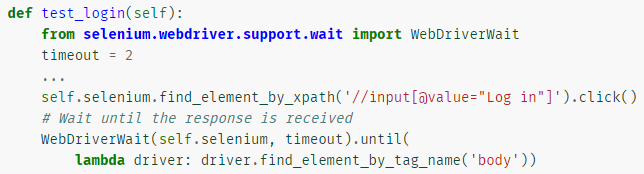 def test_login(self):
    from selenium.webdriver.support.wait import WebDriverWait
    timeout = 2
    ...
    self.selenium.find_element_by_xpath('//input[@value="Log in"]').click()
    # Wait until the response is received
    WebDriverWait(self.selenium, timeout).until(
        lambda driver: driver.find_element_by_tag_name('body'))